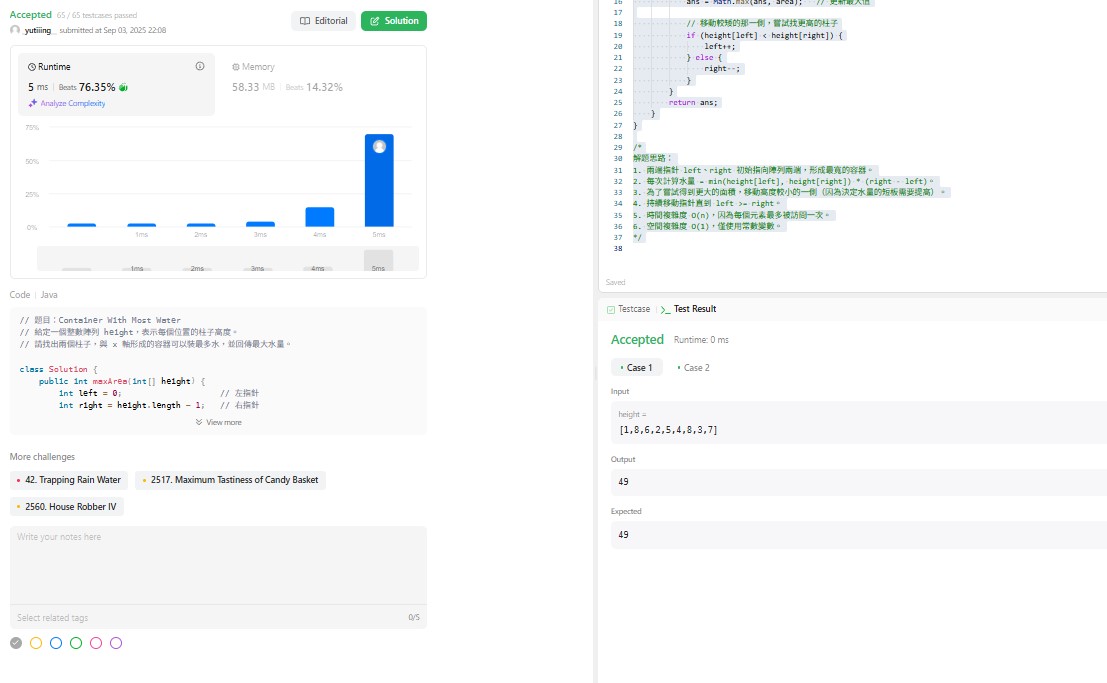 Accepted 65 / 65 testcases passed
yutiiing_ submitted at Sep 03, 2025 22:08
Editorial
Solution
Runtime
5 ms | Beats 76.35%
Analyze Complexity
Memory
58.33 MB | Beats 14.32%
75%
50%
25%
0%
1ms 2ms 3ms 4ms 5ms
1ms 2ms 3ms 4ms 5ms
Code | Java
// 題目：Container With Most Water
// 給定一個整數陣列 height，表示每個位置的柱子高度。
// 請找出兩個柱子，與 x 軸形成的容器可以裝最多水，並回傳最大水量。
class Solution {
public int maxArea(int[] height) {
int left = 0; // 左指針
int right = height.length - 1; // 右指針
View more
More challenges
42. Trapping Rain Water
2517. Maximum Tastiness of Candy Basket
2560. House Robber IV
Write your notes here
Select related tags 0/5
16 ans = Math.max(ans, area); // 更新最大值
17
18 // 移動較矮的那一側，嘗試找更高的柱子
19 if (height[left] < height[right]) {
20 left++;
21 } else {
22 right--;
23 }
24 }
25 return ans;
26 }
27 }
28
29 /*
30 解題思路：
31 1. 兩端指針 left、right 初始指向陣列兩端，形成最寬的容器。
32 2. 每次計算水量 = min(height[left], height[right]) * (right - left)。
33 3. 為了嘗試得到更大的面積，移動高度較小的一側（因為決定水量的短板需要提高）。
34 4. 持續移動指針直到 left >= right。
35 5. 時間複雜度 O(n)，因為每個元素最多被訪問一次。
36 6. 空間複雜度 O(1)，僅使用常數變數。
37 */
38
Saved
Testcase | Test Result
Accepted Runtime: 0 ms
Case 1 Case 2
Input
height =
[1,8,6,2,5,4,8,3,7]
Output
49
Expected
49